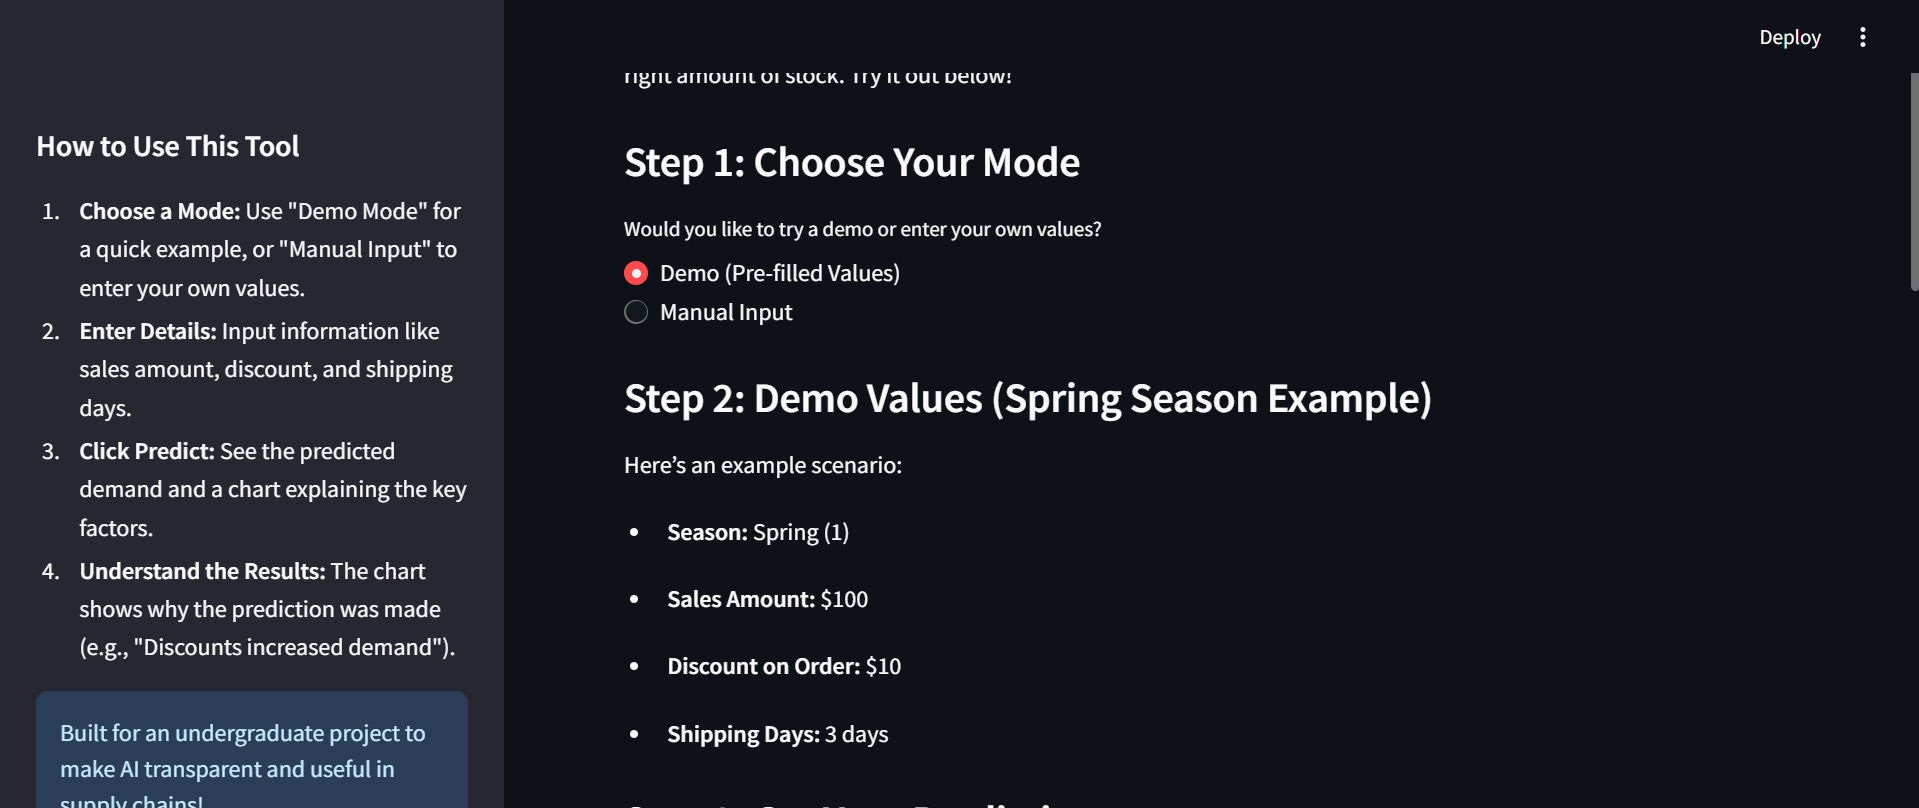 How to Use This Tool
1. Choose a Mode: Use "Demo Mode" for
a quick example, or "Manual Input" to
enter your own values.
2. Enter Details: Input information like
sales amount, discount, and shipping
days.
3. Click Predict: See the predicted
demand and a chart explaining the key
factors.
4. Understand the Results: The chart
shows why the prediction was made
(e.g., "Discounts increased demand").
Built for an undergraduate project to
make AI transparent and useful in
supply chains!
Deploy
right amount of stock. Try it out below!
Step 1: Choose Your Mode
Would you like to try a demo or enter your own values?
Demo (Pre-filled Values)
Manual Input
Step 2: Demo Values (Spring Season Example)
Here’s an example scenario:
• Season: Spring (1)
• Sales Amount: $100
• Discount on Order: $10
• Shipping Days: 3 days